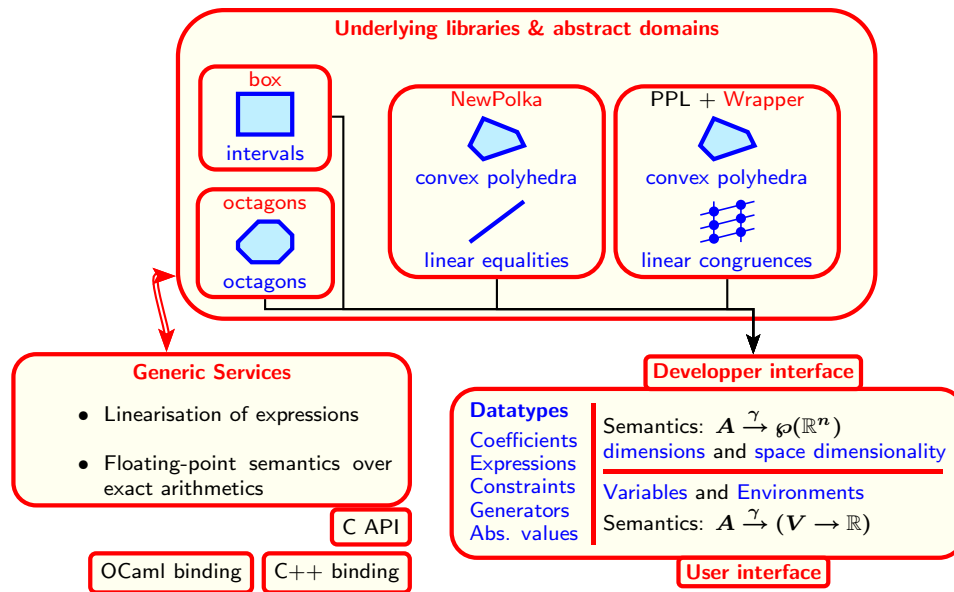 Underlying libraries & abstract domains
box
intervals
octagons
octagons
NewPolka
convex polyhedra
linear equalities
PPL + Wrapper
convex polyhedra
linear congruences
Generic Services
• Linearisation of expressions
• Floating-point semantics over
exact arithmetics
C API
OCaml binding
C++ binding
Developper interface
Datatypes
Coefficients
Expressions
Constraints
Generators
Abs. values
Semantics: A →^γ ℘(ℝⁿ)
dimensions and space dimensionality
Variables and Environments
Semantics: A →^γ (V → ℝ)
User interface